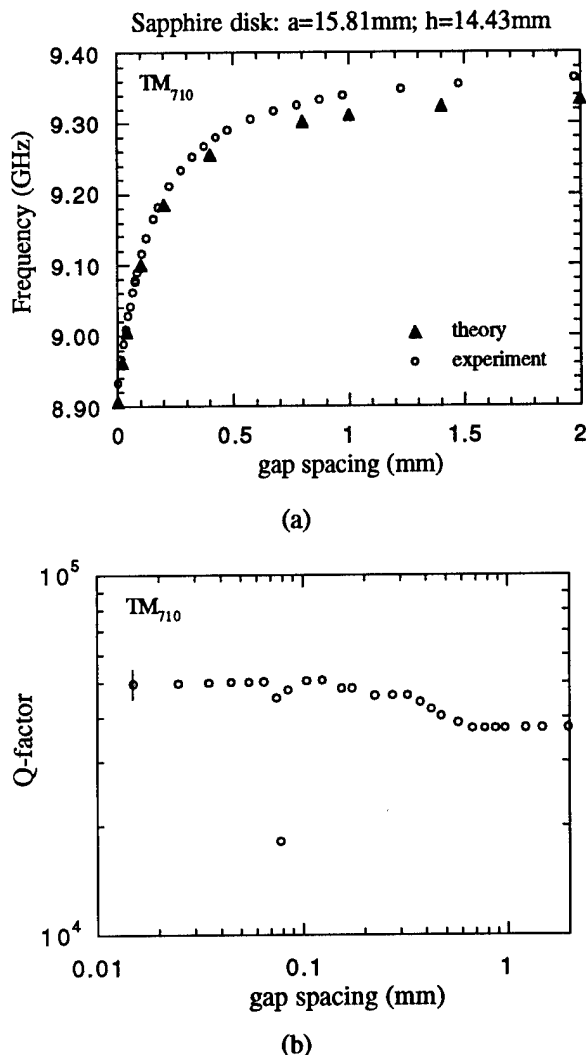 Sapphire disk: a=15.81mm; h=14.43mm
9.40
TM710
9.30
9.20
9.10
9.00
8.90
Frequency (GHz)
theory
experiment
0 0.5 1 1.5 2
gap spacing (mm)
(a)
10^5
TM710
Q-factor
10^4
0.01 0.1 1
gap spacing (mm)
(b)